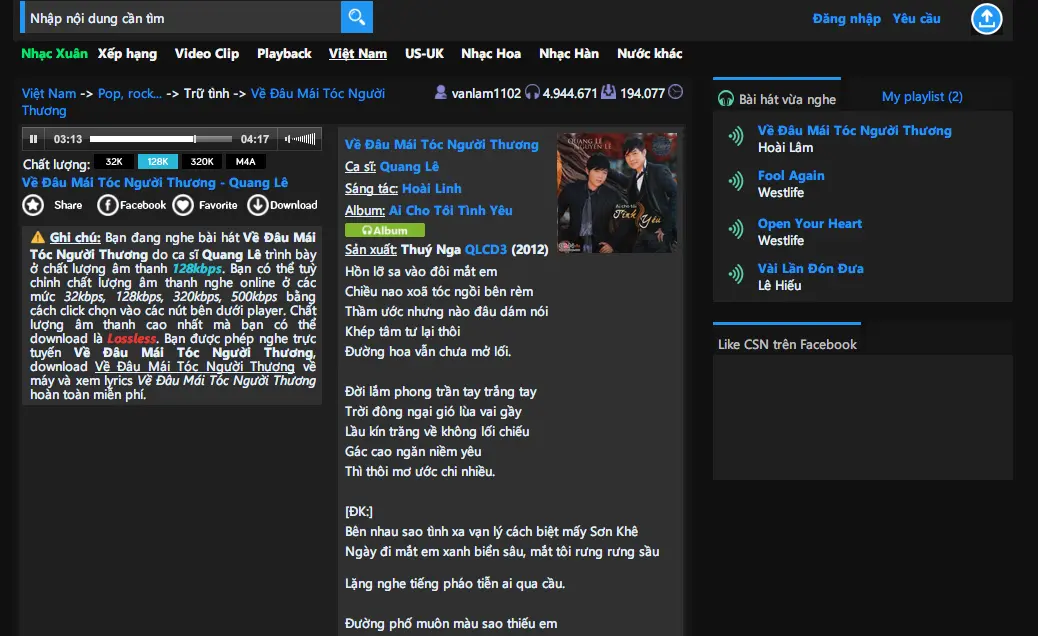 Nhập nội dung cần tìm
Đăng nhập Yêu cầu
Nhạc Xuân Xếp hạng Video Clip Playback Việt Nam US-UK Nhạc Hoa Nhạc Hàn Nước khác
Việt Nam -> Pop, rock... -> Trữ tình -> Về Đâu Mái Tóc Người
Thương
vanlam1102 4.944.671 194.077
03:13 04:17
Chất lượng: 32K 128K 320K M4A
Về Đâu Mái Tóc Người Thương - Quang Lê
Share Facebook Favorite Download
Ghi chú: Bạn đang nghe bài hát Về Đâu Mái
Tóc Người Thương do ca sĩ Quang Lê trình bày
ở chất lượng âm thanh 128kbps. Bạn có thể tuỳ
chỉnh chất lượng âm thanh nghe online ở các
mức 32kbps, 128kbps, 320kbps, 500kbps bằng
cách click chọn vào các nút bên dưới player. Chất
lượng âm thanh cao nhất mà bạn có thể
download là Lossless. Bạn được phép nghe trực
tuyến Về Đâu Mái Tóc Người Thương,
download Về Đâu Mái Tóc Người Thương về
máy và xem lyrics Về Đâu Mái Tóc Người Thương
hoàn toàn miễn phí.
Về Đâu Mái Tóc Người Thương
Ca sĩ: Quang Lê
Sáng tác: Hoài Linh
Album: Ai Cho Tôi Tình Yêu
Album
Sản xuất: Thuý Nga QLCD3 (2012)
QUANG LÊ
Ai cho tôi
Tình Yêu
Hồn lỡ sa vào đôi mắt em
Chiều nao xoã tóc ngồi bên rèm
Thầm ước nhưng nào đâu dám nói
Khép tâm tư lại thôi
Đường hoa vẫn chưa mở lối.
Đời lắm phong trần tay trắng tay
Trời đông ngại gió lùa vai gầy
Lầu kín trăng về không lối chiếu
Gác cao ngăn niềm yêu
Thì thôi mơ ước chi nhiều.
[ĐK:]
Bên nhau sao tình xa vạn lý cách biệt mấy Sơn Khê
Ngày đi mắt em xanh biển sâu, mắt tôi rưng rưng sầu
Lặng nghe tiếng pháo tiễn ai qua cầu.
Đường phố muôn màu sao thiếu em
Bài hát vừa nghe My playlist (2)
Về Đâu Mái Tóc Người Thương
Hoài Lâm
Fool Again
Westlife
Open Your Heart
Westlife
Vài Lần Đón Đưa
Lê Hiếu
Like CSN trên Facebook